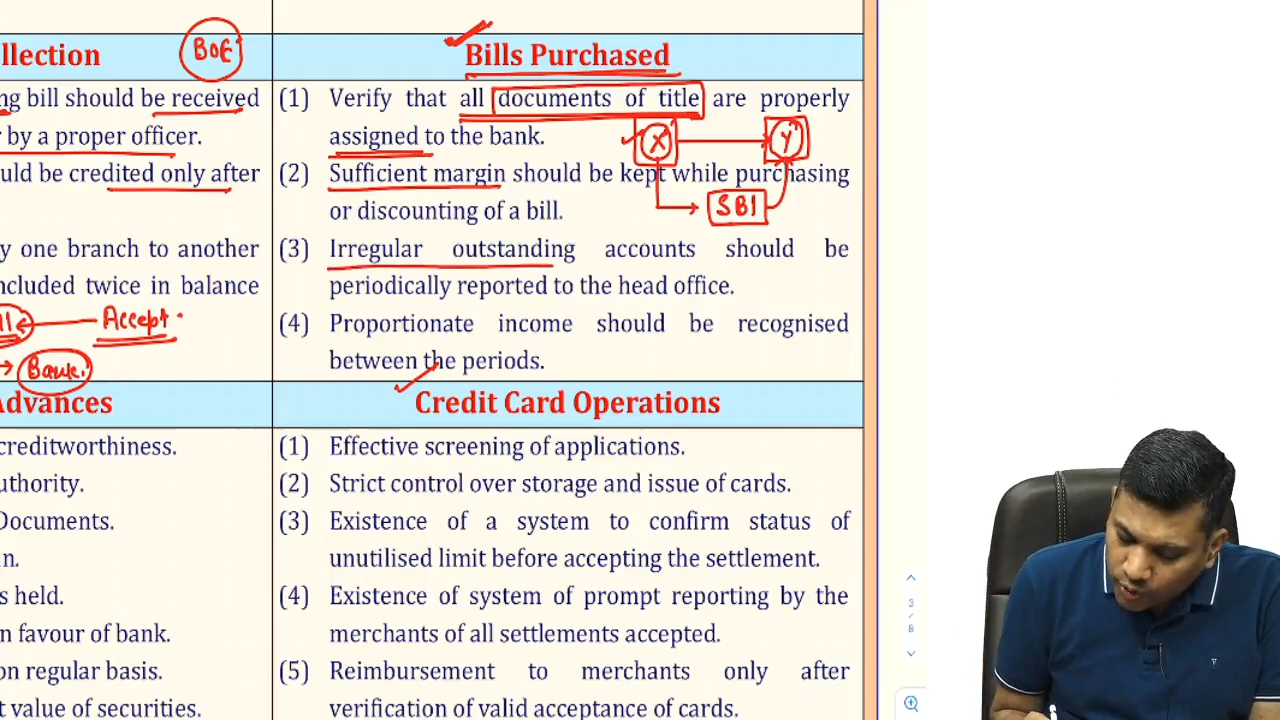 llection
BOE
ng bill should be received
r by a proper officer.
uld be credited only after
y one branch to another
ncluded twice in balance
Accept
Bank.
Advances
creditworthiness.
uthority.
Documents.
n.
s held.
n favour of bank.
on regular basis.
t value of securities.
Bills Purchased
(1) Verify that all documents of title are properly
assigned to the bank.
X Y
(2) Sufficient margin should be kept while purchasing
or discounting of a bill.
SBI
(3) Irregular outstanding accounts should be
periodically reported to the head office.
(4) Proportionate income should be recognised
between the periods.
Credit Card Operations
(1) Effective screening of applications.
(2) Strict control over storage and issue of cards.
(3) Existence of a system to confirm status of
unutilised limit before accepting the settlement.
(4) Existence of system of prompt reporting by the
merchants of all settlements accepted.
(5) Reimbursement to merchants only after
verification of valid acceptance of cards.
3
/
8